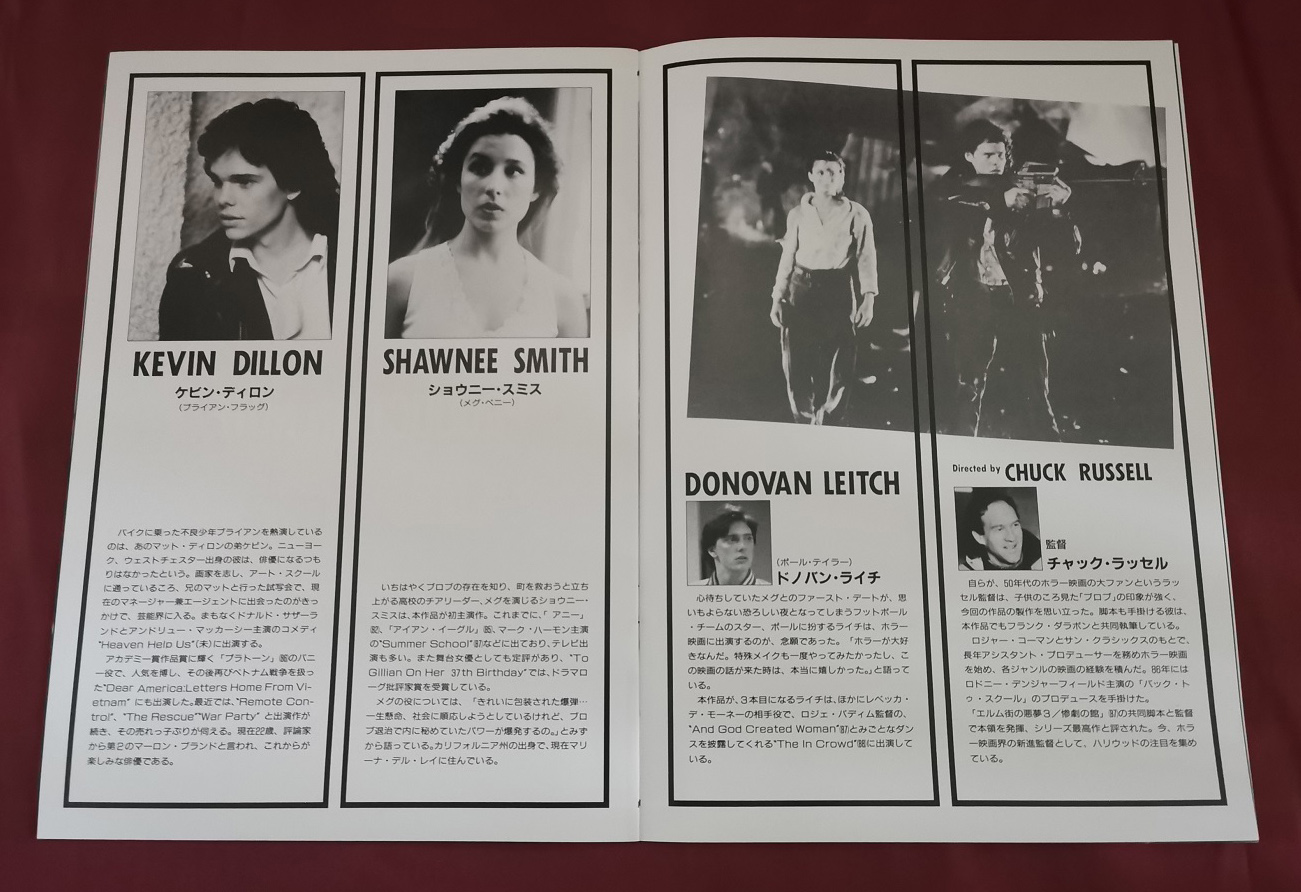 KEVIN DILLON
ケビン・ディロン
(ブライアン・フラッグ)
バイクに乗った不良少年ブライアンを熱演している
のは、あのマット・ディロンの弟ケビン。ニューヨー
ク、ウェストチェスター出身の彼は、俳優になるつも
りはなかったという。画家を志し、アート・スクール
に通っているころ、兄のマットと行った試写会で、現
在のマネージャー兼エージェントに出会ったのがきっ
かけで、芸能界に入る。まもなくドナルド・サザーラ
ンドとアンドリュー・マッカーシー主演のコメディ
"Heaven Help Us"(未)に出演する。
アカデミー賞作品賞に輝く「プラトーン」86のバニ
ー役で、人気を博し、その後再びベトナム戦争を扱っ
た"Dear America:Letters Home From Vi-
etnam" にも出演した。最近では、"Remote Con-
trol"、"The Rescue""War Party" と出演作が
続き、その売れっ子ぶりが伺える。現在22歳、評論家
から第2のマーロン・ブランドと言われ、これからが
楽しみな俳優である。
SHAWNEE SMITH
ショウニー・スミス
(メグ・ペニー)
いちはやくブロブの存在を知り、町を救おうと立ち
上がる高校のチアリーダー、メグを演じるショウニー・
スミスは、本作品が初主演作。これまでに、「アニー」
82、「アイアン・イーグル」86、マーク・ハーモン主演
の"Summer School"87などに出ており、テレビ出
演も多い。また舞台女優としても定評があり、"To
Gillian On Her 37th Birthday"では、ドラマロ
ーグ批評家賞を受賞している。
メグの役については、「きれいに包装された爆弾…
一生懸命、社会に順応しようとしているけれど、ブロ
ブ退治で内に秘めていたパワーが爆発するの。」とみず
から語っている。カリフォルニア州の出身で、現在マリ
ーナ・デル・レイに住んでいる。
DONOVAN LEITCH
(ポール・テイラー)
ドノバン・ライチ
心待ちしていたメグとのファースト・デートが、思
いもよらない恐ろしい夜となってしまうフットボール
・チームのスター、ポールに扮するライチは、ホラー
映画に出演するのが、念願であった。「ホラーが大好
きなんだ。特殊メイクも一度やってみたかったし、こ
の映画の話が来た時は、本当に嬉しかった。」と語って
いる。
本作品が、3本目になるライチは、ほかにレベッカ・
デ・モーネーの相手役で、ロジェ・バディム監督の、
"And God Created Woman"87とみごとなダン
スを披露してくれる"The In Crowd"88に出演して
いる。
Directed by CHUCK RUSSELL
監督
チャック・ラッセル
自らが、50年代のホラー映画の大ファンというラッ
セル監督は、子供のころ見た「ブロブ」の印象が強く、
今回の作品の製作を思い立った。脚本も手掛ける彼は、
本作品でもフランク・ダラボンと共同執筆している。
ロジャー・コーマンとサン・クラシックスのもとで、
長年アシスタント・プロデューサーを務めホラー映画
を始め、各ジャンルの映画の経験を積んだ。86年には
ロドニー・デンジャーフィールド主演の「バック・ト
ゥ・スクール」のプロデュースを手掛けた。
「エルム街の悪夢3/惨劇の館」87の共同脚本と監督
で本領を発揮、シリーズ最高作と評された。今、ホラ
ー映画界の新進監督として、ハリウッドの注目を集め
ている。